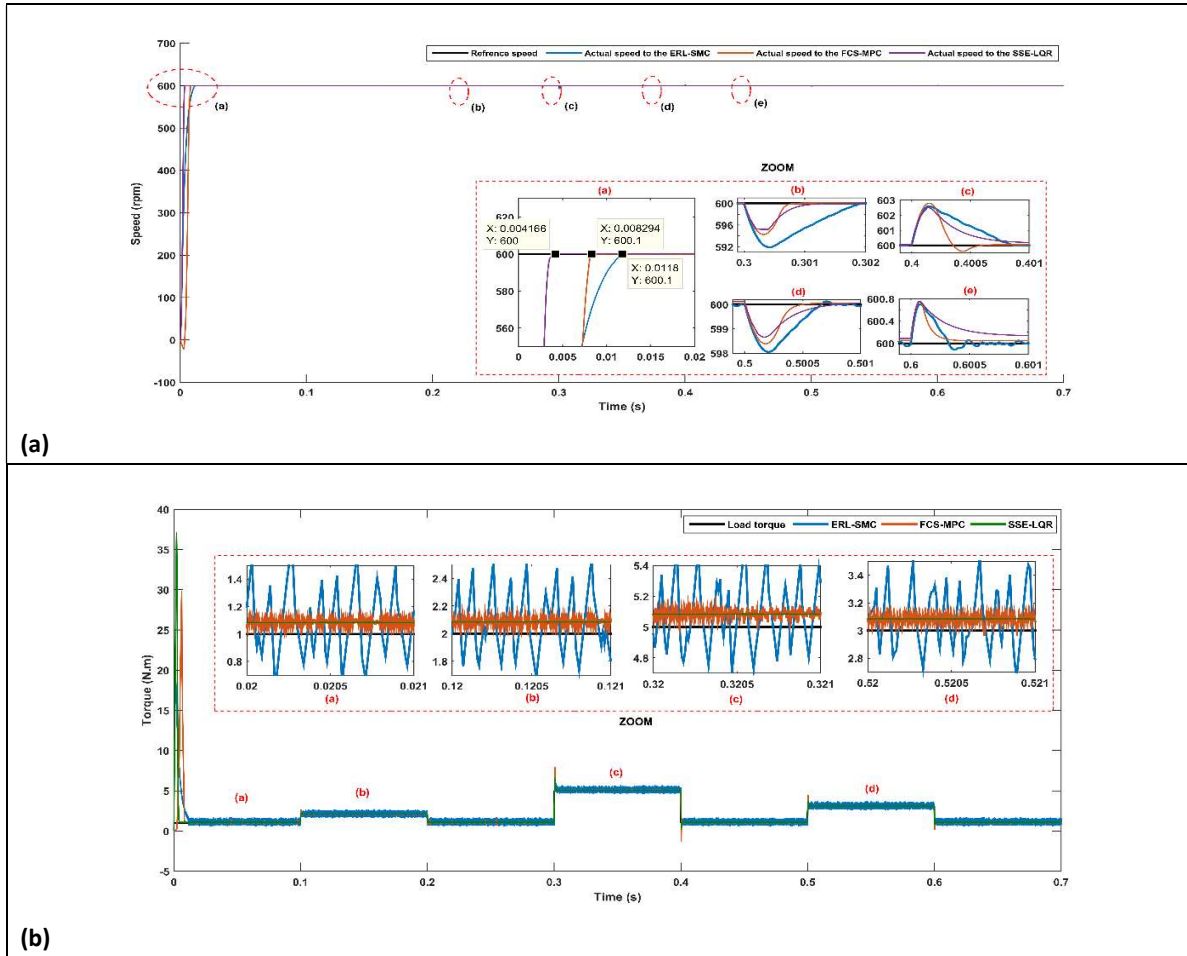 Refrence speed Actual speed to the ERL-SMC Actual speed to the FCS-MPC Actual speed to the SSE-LQR
700
600
500
400
300
200
100
0
-100
Speed (rpm)
(a)
(b)
(c)
(d)
(e)
ZOOM
(a)
620
600
580
560
X: 0.004166
Y: 600
X: 0.008294
Y: 600.1
X: 0.0118
Y: 600.1
0 0.005 0.01 0.015 0.02
(b)
600
598
596
594
592
0.3 0.301 0.302
(c)
603
602
601
600
0.4 0.4005 0.401
(d)
600
599
598
0.5 0.5005 0.501
(e)
600.8
600.4
600
0.6 0.6005 0.601
0 0.1 0.2 0.3 0.4 0.5 0.6 0.7
Time (s)
(a)
Load torque ERL-SMC FCS-MPC SSE-LQR
40
35
30
25
20
15
10
5
0
-5
Torque (N.m)
1.4
1.2
1
0.8
0.02 0.0205 0.021
(a)
2.4
2.2
2
1.8
0.12 0.1205 0.121
(b)
5.4
5.2
5
4.8
0.32 0.3205 0.321
(c)
3.4
3.2
3
2.8
0.52 0.5205 0.521
(d)
ZOOM
(a)
(b)
(c)
(d)
0 0.1 0.2 0.3 0.4 0.5 0.6 0.7
Time (s)
(b)